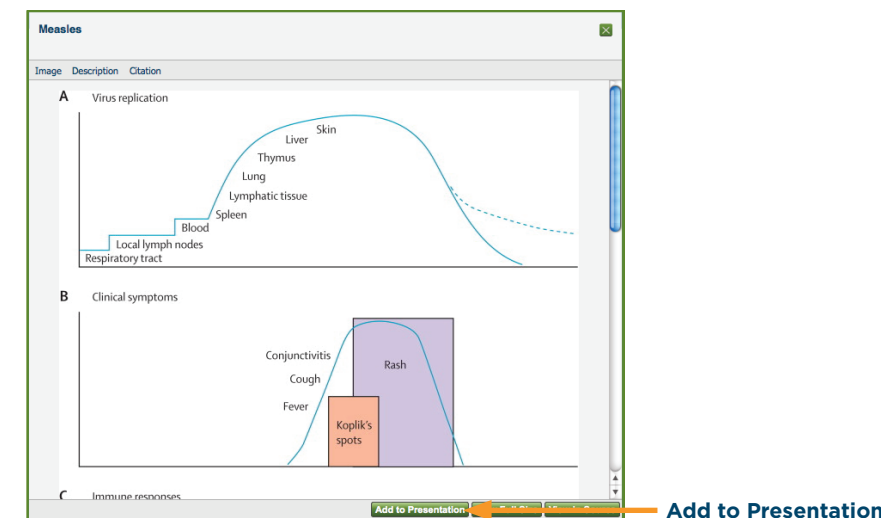 Measles
Image Description Citation
A Virus replication
Skin
Liver
Thymus
Lung
Lymphatic tissue
Spleen
Blood
Local lymph nodes
Respiratory tract
B Clinical symptoms
Conjunctivitis
Rash
Cough
Fever
Koplik's
spots
C Immune responses
Add to Presentation
Add to Presentation